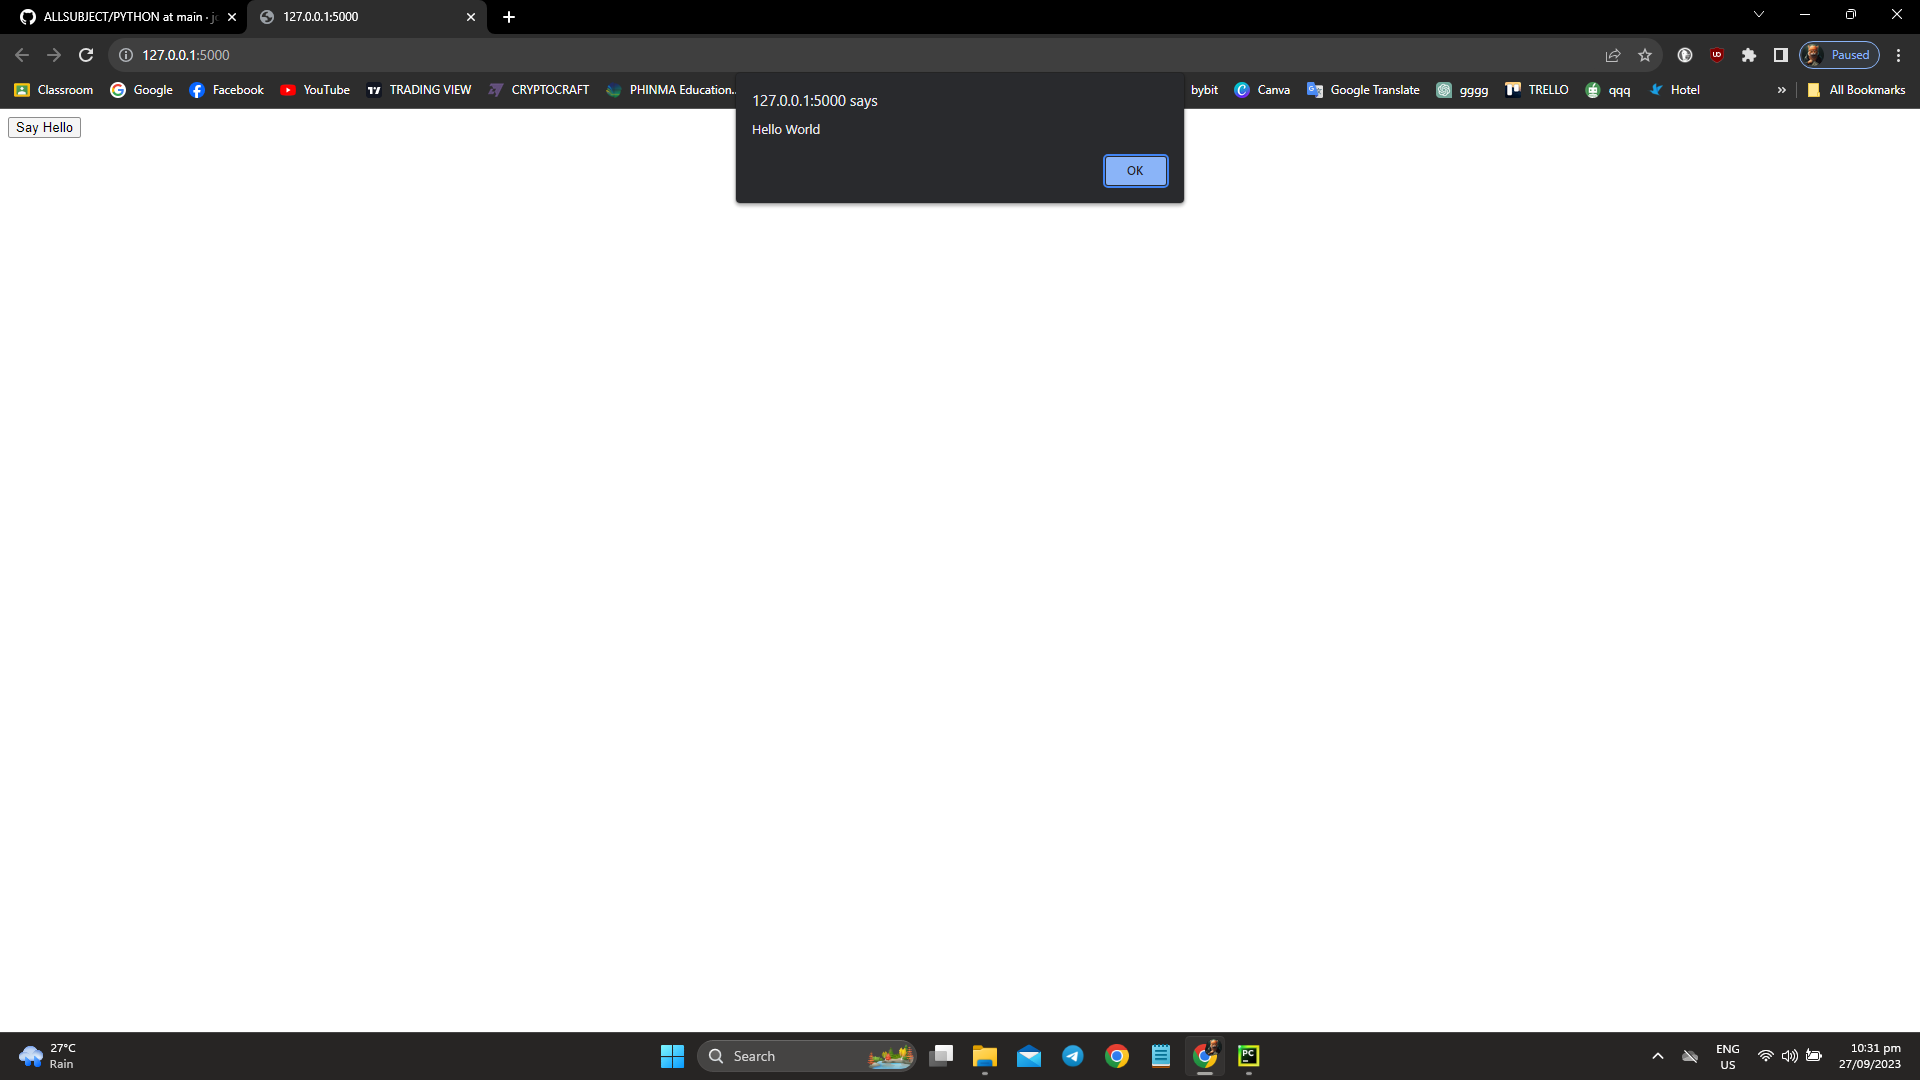 ALLSUBJECT/PYTHON at main · jo
127.0.0.1:5000
127.0.0.1:5000
Paused
Classroom
Google
Facebook
YouTube
TRADING VIEW
CRYPTOCRAFT
PHINMA Education...
bybit
Canva
Google Translate
gggg
TRELLO
qqq
Hotel
»
All Bookmarks
127.0.0.1:5000 says
Hello World
OK
Say Hello
27°C
Rain
Search
PC
ENG
US
10:31 pm
27/09/2023